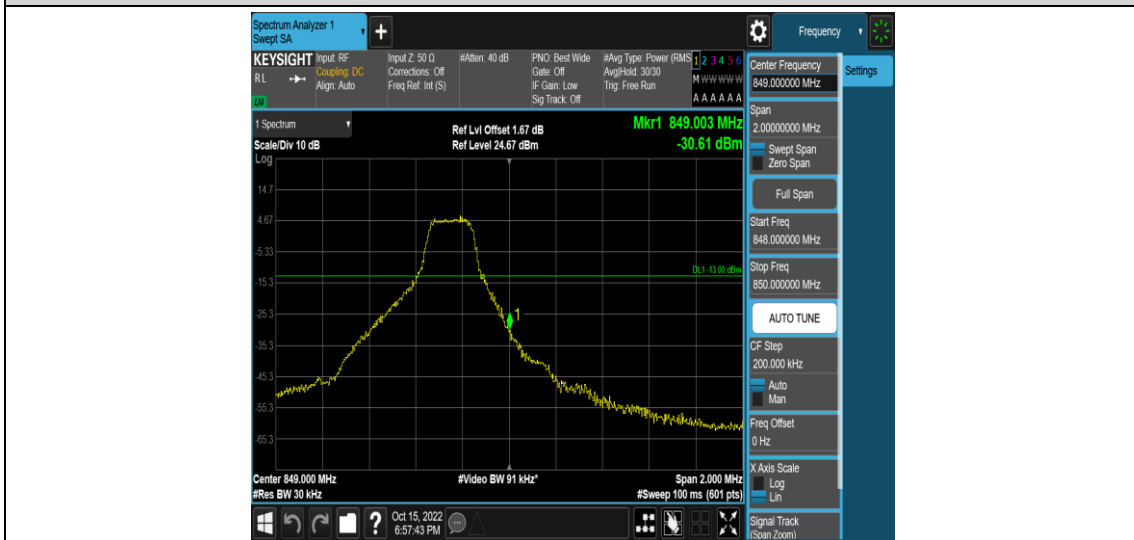 Spectrum Analyzer 1
Swept SA
+
Frequency
KEYSIGHT
RL
Input: RF
Coupling: DC
Align: Auto
Input Z: 50 Ω
Corrections: Off
Freq Ref: Int (S)
#Atten: 40 dB
PNO: Best Wide
Gate: Off
IF Gain: Low
Sig Track: Off
#Avg Type: Power (RMS
Avg|Hold: 30/30
Trig: Free Run
1 2 3 4 5 6
M W W W W W
A A A A A A
1 Spectrum
Scale/Div 10 dB
Ref Lvl Offset 1.67 dB
Ref Level 24.67 dBm
Mkr1 849.003 MHz
-30.61 dBm
Log
14.7
4.67
-5.33
-15.3
-25.3
-35.3
-45.3
-55.3
-65.3
DL1 -13.00 dBm
1
Center 849.000 MHz
#Res BW 30 kHz
#Video BW 91 kHz*
Span 2.000 MHz
#Sweep 100 ms (601 pts)
Center Frequency
849.000000 MHz
Settings
Span
2.00000000 MHz
Swept Span
Zero Span
Full Span
Start Freq
848.000000 MHz
Stop Freq
850.000000 MHz
AUTO TUNE
CF Step
200.000 kHz
Auto
Man
Freq Offset
0 Hz
X Axis Scale
Log
Lin
Signal Track
(Span Zoom)
?
Oct 15, 2022
6:57:43 PM